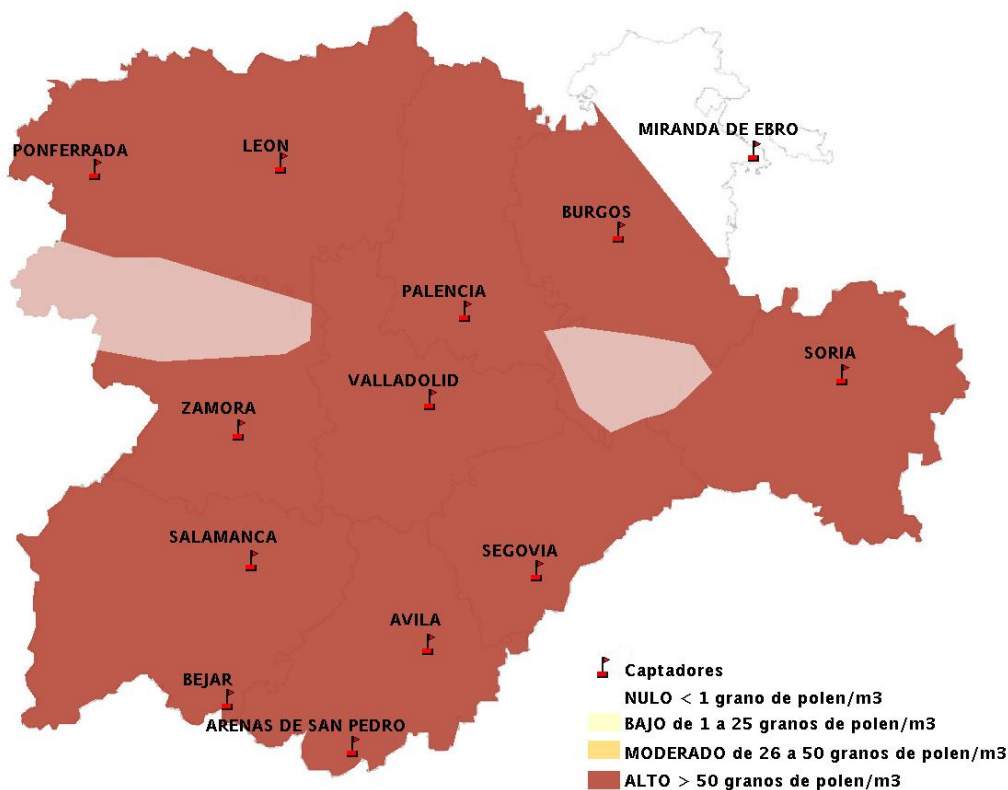 MIRANDA DE EBRO
PONFERRADA
LEON
BURGOS
PALENCIA
SORIA
VALLADOLID
ZAMORA
SALAMANCA
SEGOVIA
AVILA
BEJAR
ARENAS DE SAN PEDRO
Captadores
NULO < 1 grano de polen/m3
BAJO de 1 a 25 granos de polen/m3
MODERADO de 26 a 50 granos de polen/m3
ALTO > 50 granos de polen/m3